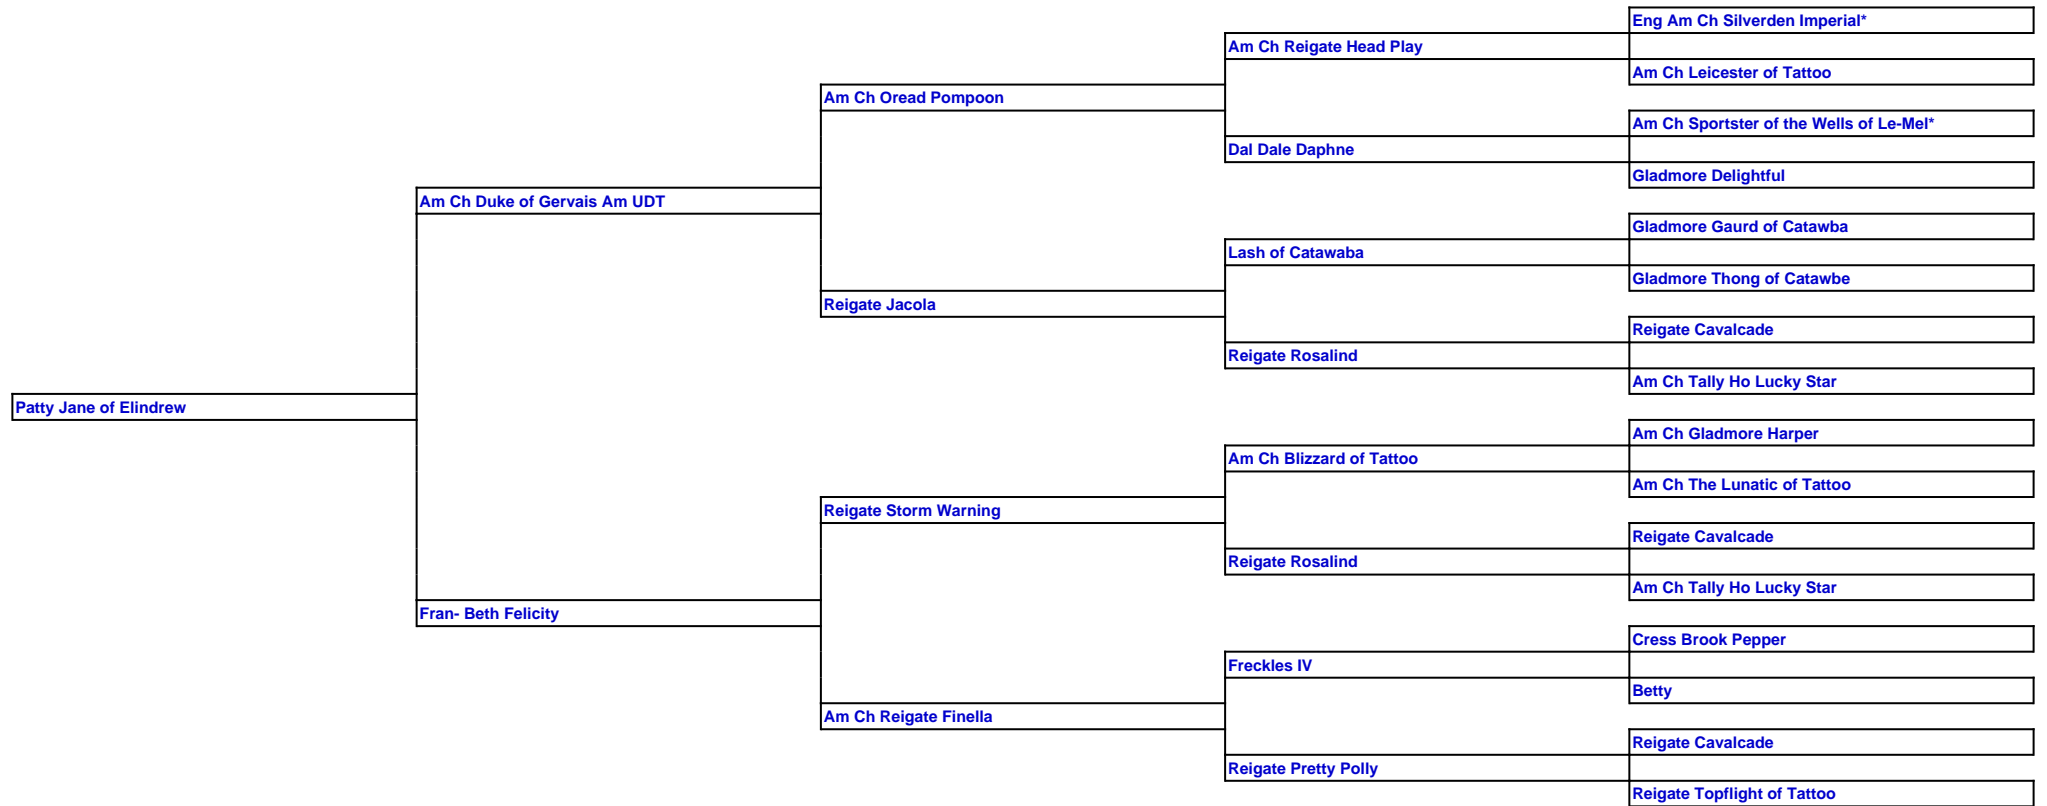 Eng Am Ch Silverden Imperial*
Am Ch Reigate Head Play
Am Ch Leicester of Tattoo
Am Ch Oread Pompoon
Am Ch Sportster of the Wells of Le-Mel*
Dal Dale Daphne
Gladmore Delightful
Am Ch Duke of Gervais Am UDT
Gladmore Gaurd of Catawba
Lash of Catawaba
Gladmore Thong of Catawbe
Reigate Jacola
Reigate Cavalcade
Reigate Rosalind
Am Ch Tally Ho Lucky Star
Patty Jane of Elindrew
Am Ch Gladmore Harper
Am Ch Blizzard of Tattoo
Am Ch The Lunatic of Tattoo
Reigate Storm Warning
Reigate Cavalcade
Reigate Rosalind
Am Ch Tally Ho Lucky Star
Fran- Beth Felicity
Cress Brook Pepper
Freckles IV
Betty
Am Ch Reigate Finella
Reigate Cavalcade
Reigate Pretty Polly
Reigate Topflight of Tattoo